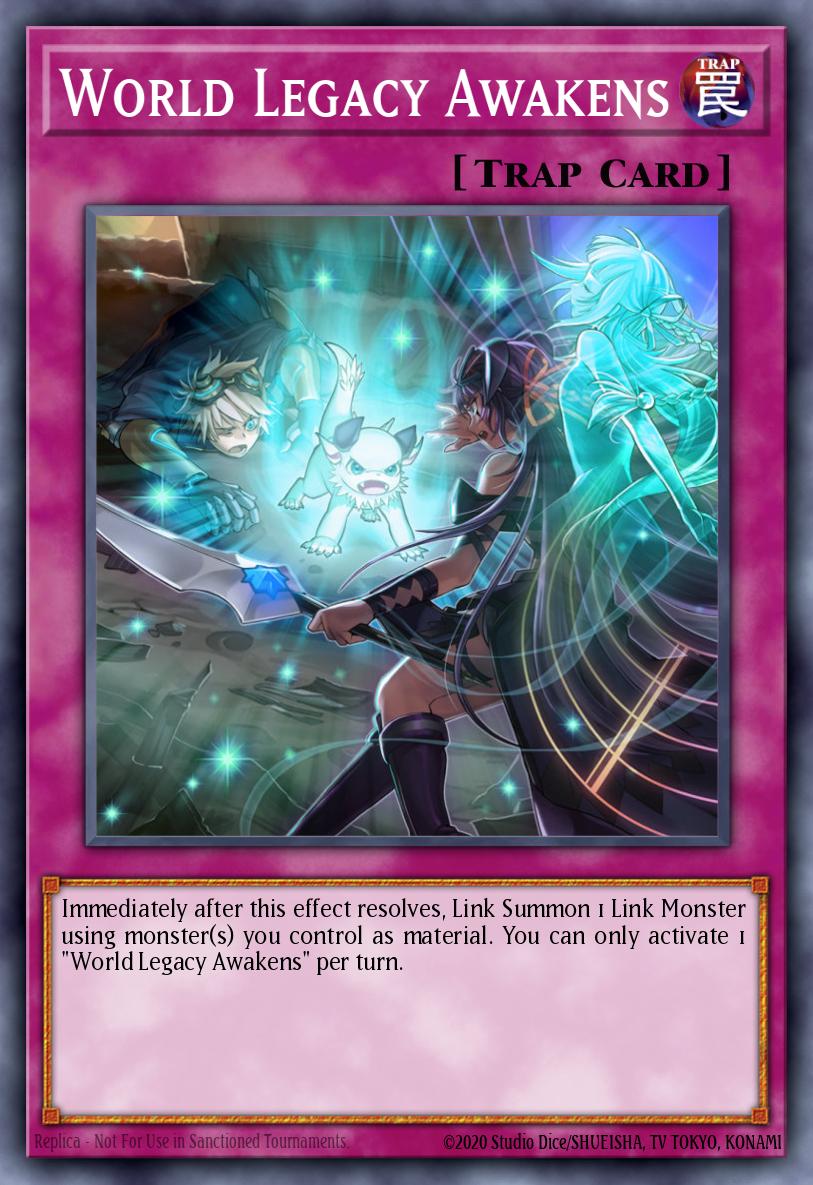 World Legacy Awakens
TRAP
罠
[Trap Card]
Immediately after this effect resolves, Link Summon 1 Link Monster
using monster(s) you control as material. You can only activate 1
"World Legacy Awakens" per turn.
Replica - Not For Use in Sanctioned Tournaments.
©2020 Studio Dice/SHUEISHA, TV TOKYO, KONAMI